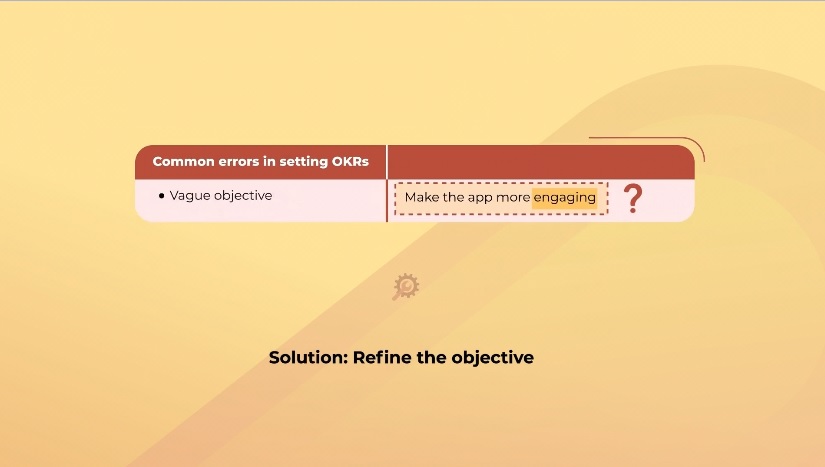 Common errors in setting OKRs
• Vague objective
Make the app more engaging
?
Solution: Refine the objective